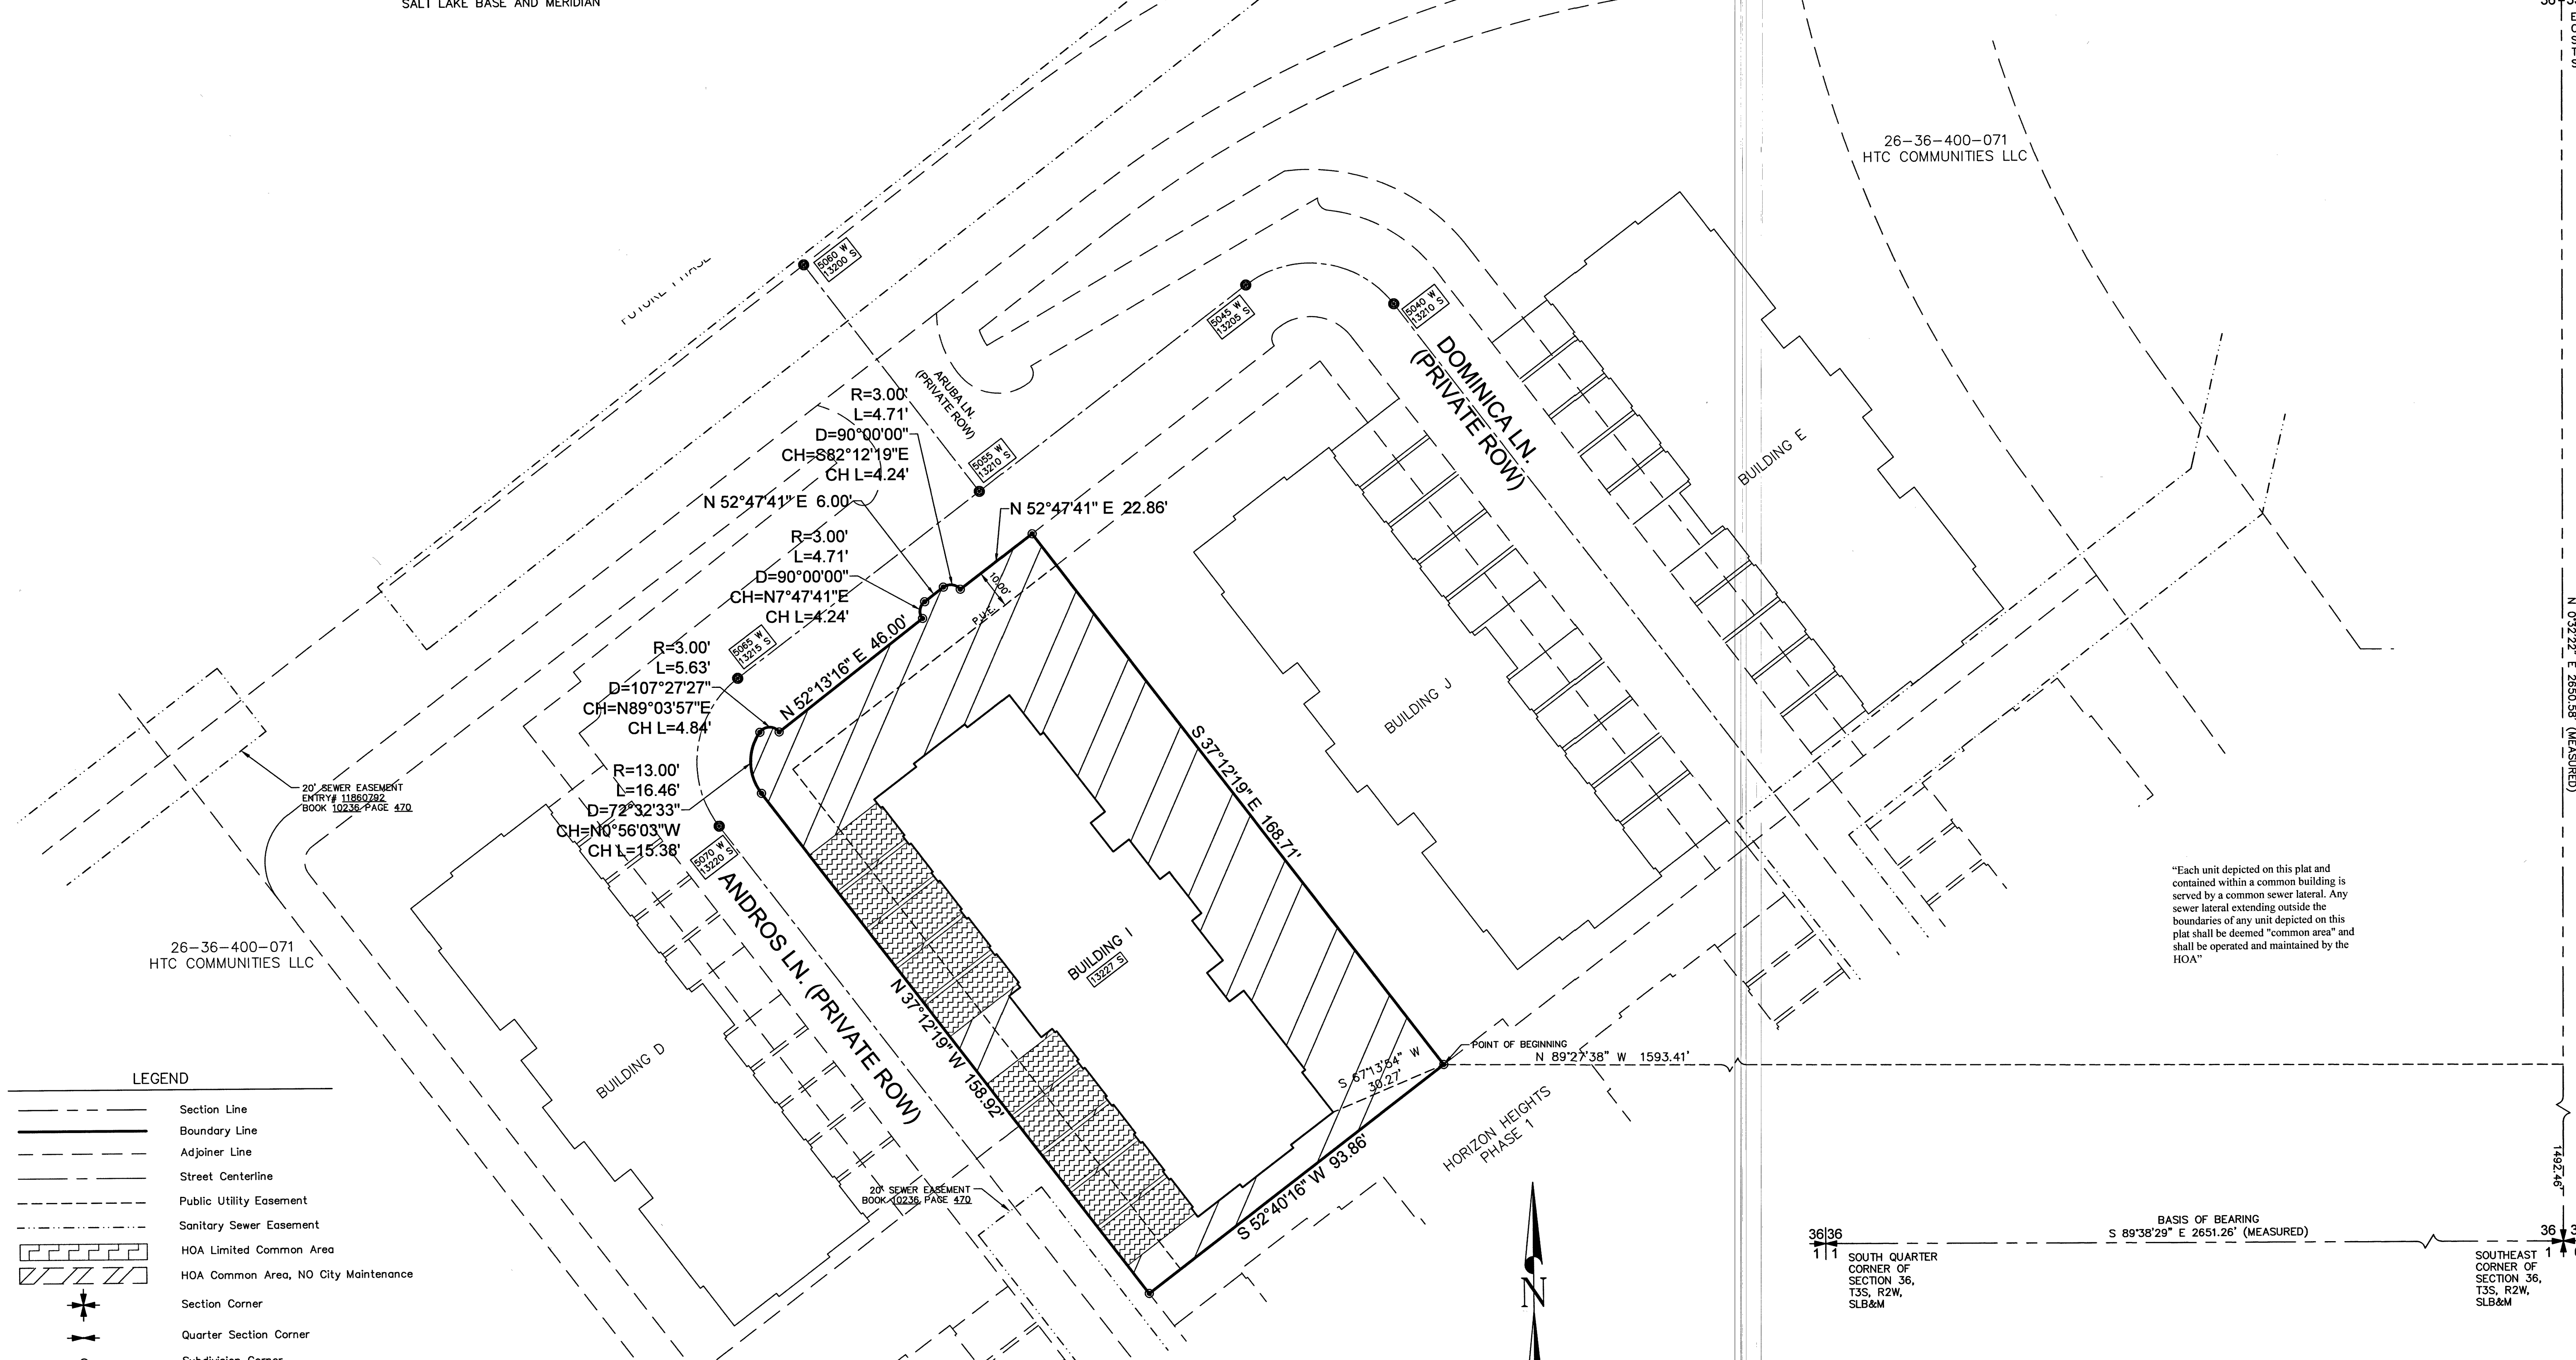 SALT LAKE BASE AND MERIDIAN
26-36-400-071
HTC COMMUNITIES LLC
5060 W
13200 S
5045 W
13205 S
5040 W
13210 S
DOMINICA LN.
(PRIVATE ROW)
ARUBA LN.
(PRIVATE ROW)
5055 W
13210 S
BUILDING E
R=3.00'
L=4.71'
D=90°00'00"
CH=S82°12'19"E
CH L=4.24'
N 52°47'41" E 6.00'
N 52°47'41" E 22.86'
R=3.00'
L=4.71'
D=90°00'00"
CH=N7°47'41"E
CH L=4.24'
10.00'
P.U.E.
5065 W
13215 S
N 52°13'16" E 46.00'
R=3.00'
L=5.63'
D=107°27'27"
CH=N89°03'57"E
CH L=4.84'
R=13.00'
L=16.46'
D=72°32'33"
CH=N0°56'03"W
CH L=15.38'
5070 W
13220 S
20' SEWER EASEMENT
ENTRY# 11860792
BOOK 10236 PAGE 470
BUILDING J
S 37°12'19" E 168.71'
N 0°32'22" E 2650.58' (MEASURED)
"Each unit depicted on this plat and
contained within a common building is
served by a common sewer lateral. Any
sewer lateral extending outside the
boundaries of any unit depicted on this
plat shall be deemed "common area" and
shall be operated and maintained by the
HOA"
26-36-400-071
HTC COMMUNITIES LLC
ANDROS LN. (PRIVATE ROW)
BUILDING I
13227 S
N 37°12'19" W 158.92'
BUILDING D
POINT OF BEGINNING
N 89°27'38" W 1593.41'
S 67°13'54" W
30.27'
HORIZON HEIGHTS
PHASE 1
S 52°40'16" W 93.86'
20' SEWER EASEMENT
BOOK 10236 PAGE 470
1492.46'
LEGEND
Section Line
Boundary Line
Adjoiner Line
Street Centerline
Public Utility Easement
Sanitary Sewer Easement
HOA Limited Common Area
HOA Common Area, NO City Maintenance
Section Corner
Quarter Section Corner
Subdivision Corner
N
BASIS OF BEARING
S 89°38'29" E 2651.26' (MEASURED)
36 36
1 1
SOUTH QUARTER
CORNER OF
SECTION 36,
T3S, R2W,
SLB&M
36
1
SOUTHEAST
CORNER OF
SECTION 36,
T3S, R2W,
SLB&M